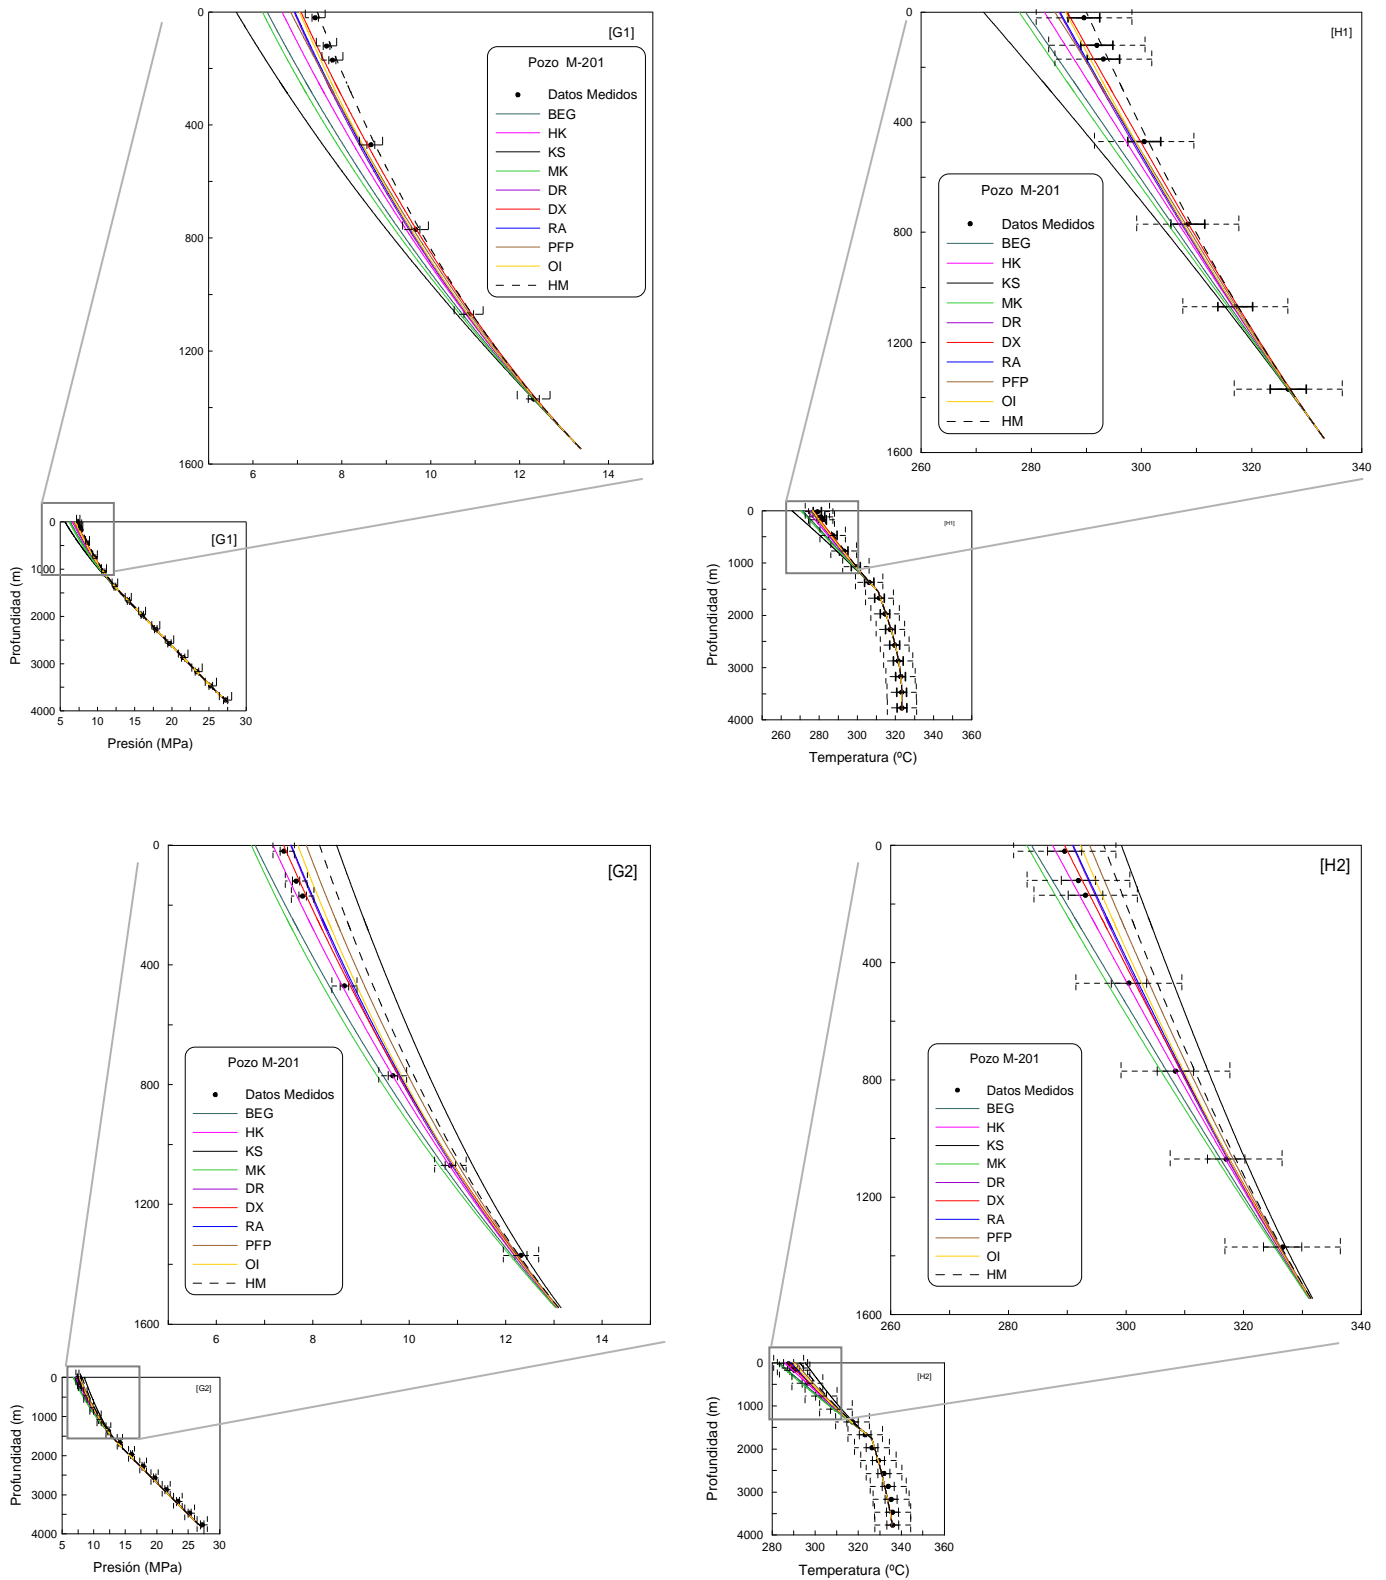 0
400
800
1200
1600
6
8
10
12
14
[G1]
Pozo M-201
Datos Medidos
BEG
HK
KS
MK
DR
DX
RA
PFP
OI
HM
0
400
800
1200
1600
260
280
300
320
340
[H1]
Pozo M-201
Datos Medidos
BEG
HK
KS
MK
DR
DX
RA
PFP
OI
HM
0
1000
2000
3000
4000
5
10
15
20
25
30
[G1]
Profundidad (m)
Presión (MPa)
0
1000
2000
3000
4000
260
280
300
320
340
360
[H1]
Profundidad (m)
Temperatura (ºC)
0
400
800
1200
1600
6
8
10
12
14
[G2]
Pozo M-201
Datos Medidos
BEG
HK
KS
MK
DR
DX
RA
PFP
OI
HM
0
400
800
1200
1600
260
280
300
320
340
[H2]
Pozo M-201
Datos Medidos
BEG
HK
KS
MK
DR
DX
RA
PFP
OI
HM
0
1000
2000
3000
4000
5
10
15
20
25
30
[G2]
Profundidad (m)
Presión (MPa)
0
1000
2000
3000
4000
280
300
320
340
360
[H2]
Profundidad (m)
Temperatura (ºC)